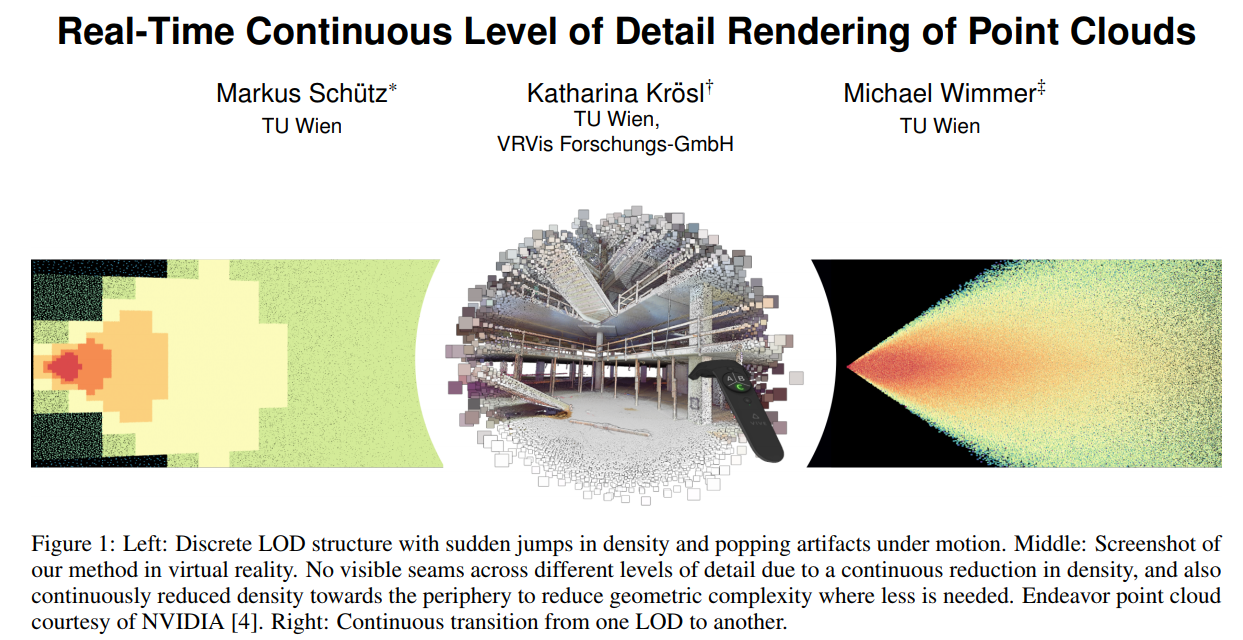 Real-Time Continuous Level of Detail Rendering of Point Clouds
Markus Schütz*
TU Wien
Katharina Krösl†
TU Wien,
VRVis Forschungs-GmbH
Michael Wimmer‡
TU Wien
A B
Figure 1: Left: Discrete LOD structure with sudden jumps in density and popping artifacts under motion. Middle: Screenshot of
our method in virtual reality. No visible seams across different levels of detail due to a continuous reduction in density, and also
continuously reduced density towards the periphery to reduce geometric complexity where less is needed. Endeavor point cloud
courtesy of NVIDIA [4]. Right: Continuous transition from one LOD to another.